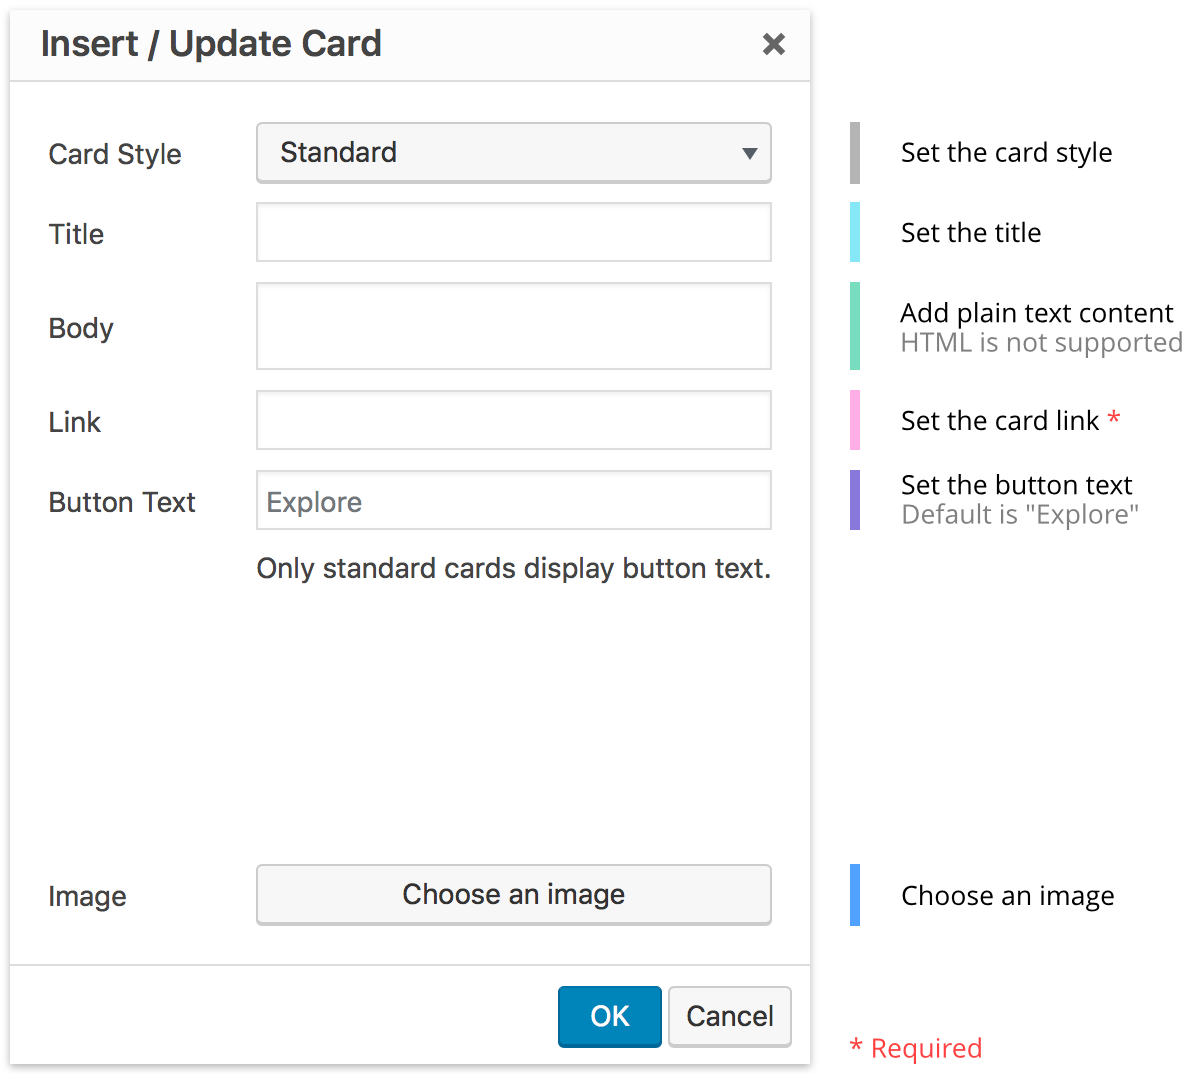 Insert / Update Card
Card Style
Standard
Set the card style
Title
Set the title
Body
Add plain text content
HTML is not supported
Link
Set the card link *
Button Text
Explore
Set the button text
Default is "Explore"
Only standard cards display button text.
Image
Choose an image
Choose an image
OK
Cancel
* Required